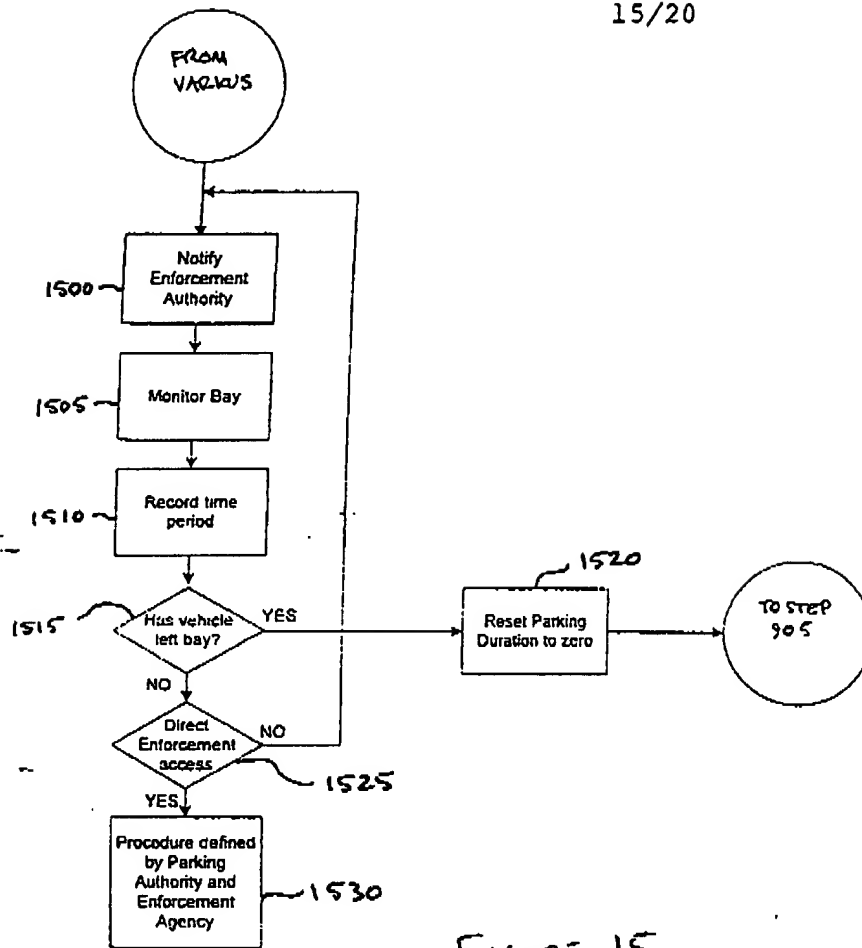 15/20
FROM
VARIOUS
Notify
Enforcement
Authority
1500
Monitor Bay
1505
Record time
period
1510
Has vehicle
left bay?
1515
YES
NO
1520
Reset Parking
Duration to zero
TO STEP
905
Direct
Enforcement
access
NO
1525
YES
Procedure defined
by Parking
Authority and
Enforcement
Agency
1530